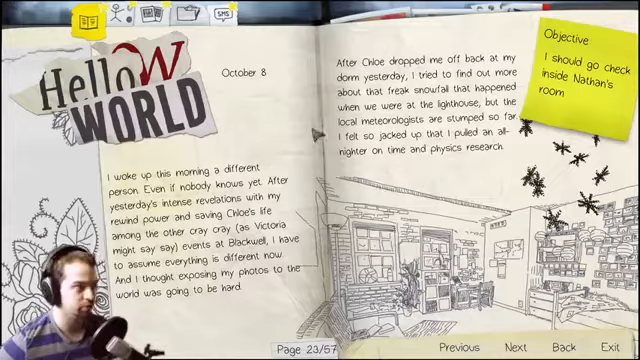 SMS
Hello W
WORLD
October 8
I woke up this morning a different
person. Even if nobody knows yet. After
yesterday's intense revelations with my
rewind power and saving Chloe's life
among the other cray cray (as Victoria
might say say) events at Blackwell, I have
to assume everything is different now.
And I thought exposing my photos to the
world was going to be hard.
After Chloe dropped me off back at my
dorm yesterday, I tried to find out more
about that freak snowfall that happened
when we were at the lighthouse, but the
local meteorologists are stumped so far.
I felt so jacked up that I pulled an all-
nighter on time and physics research.
Objective
I should go check
inside Nathan's
room
Page 23/57
Previous Next Back Exit